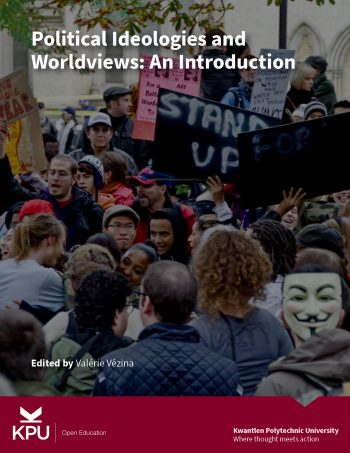 Political Ideologies and
Worldviews: An Introduction
STAND
UP
FOR
Edited by Valérie Vézina
KPU
Open Education
Kwantlen Polytechnic University
Where thought meets action